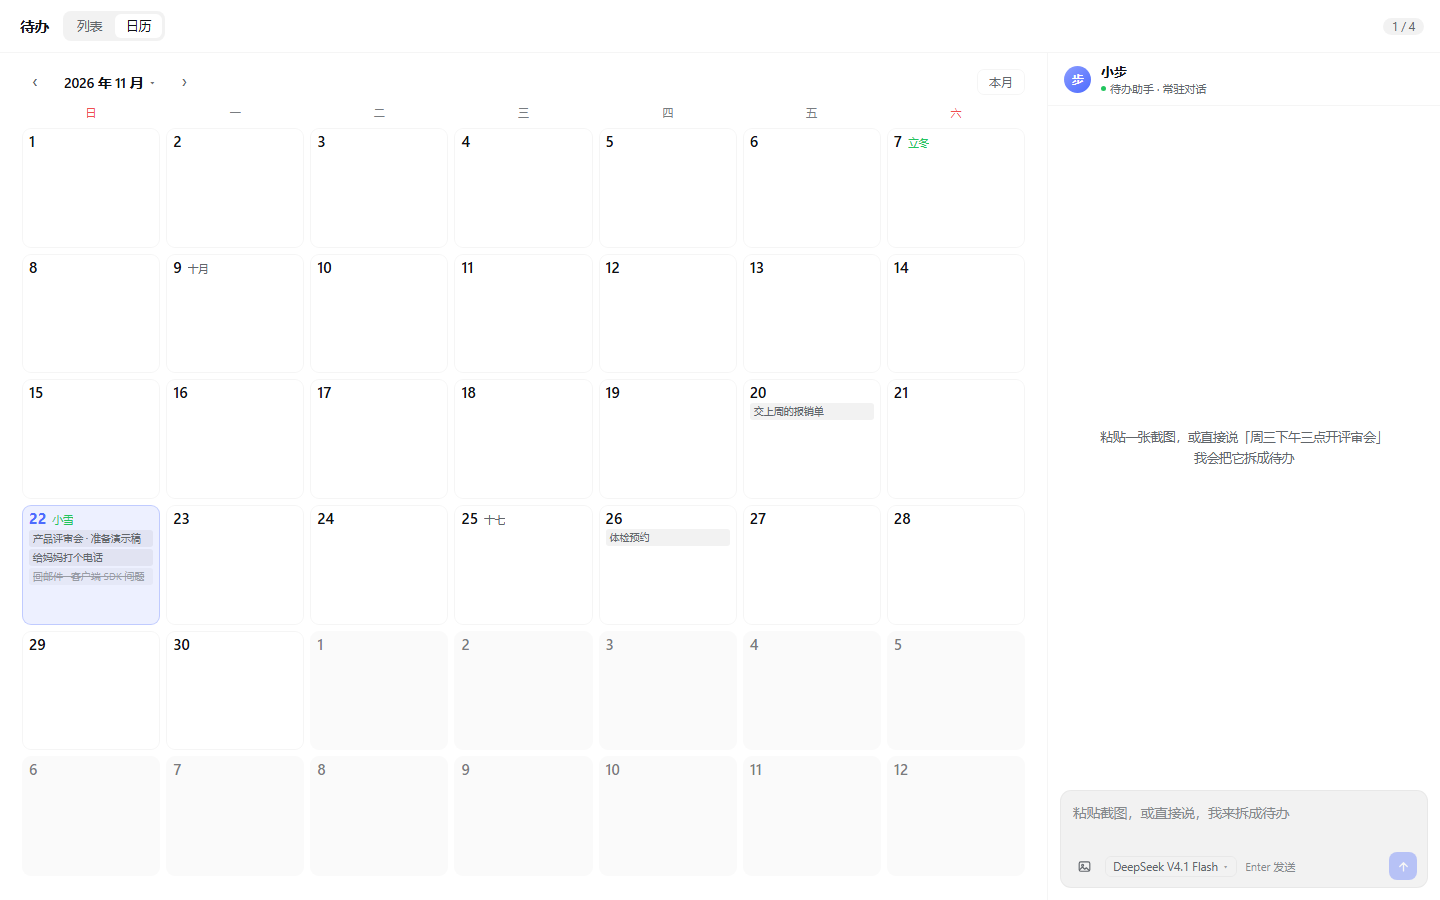 待办 列表 日历 1 / 4
‹ 2026 年 11 月 › 本月
日 一 二 三 四 五 六
1 2 3 4 5 6 7 立冬
8 9 十月 10 11 12 13 14
15 16 17 18 19 20 21
交上周的报销单
22 小雪 23 24 25 十七 26 27 28
产品评审会 · 准备演示稿
体检预约
给妈妈打个电话
回邮件 · 客户端 SDK 问题
29 30 1 2 3 4 5
6 7 8 9 10 11 12
步 小步
待办助手 · 常驻对话
粘贴一张截图，或直接说「周三下午三点开评审会」
我会把它拆成待办
粘贴截图，或直接说，我来拆成待办
DeepSeek V4.1 Flash Enter 发送